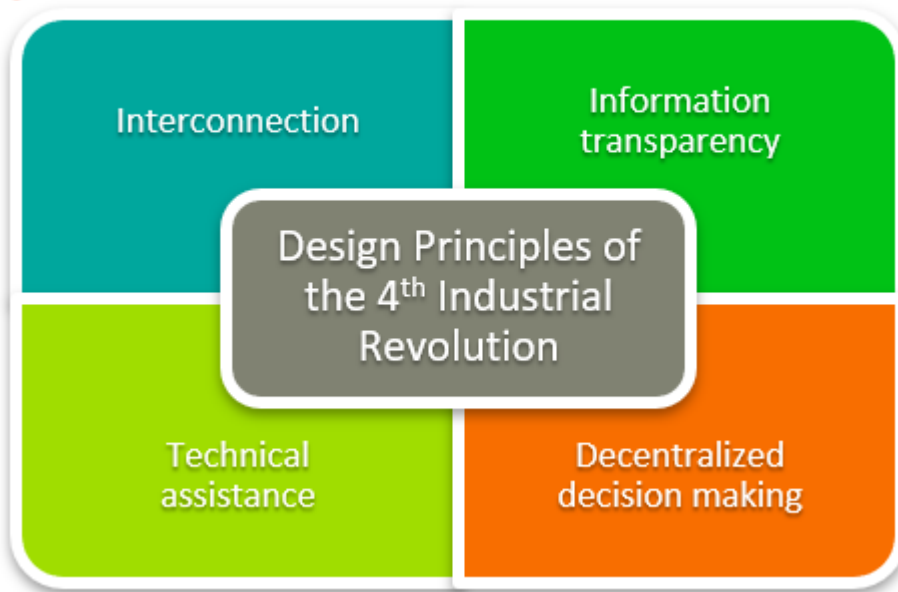 Interconnection
Information
transparency
Design Principles of
the 4th Industrial
Revolution
Technical
assistance
Decentralized
decision making